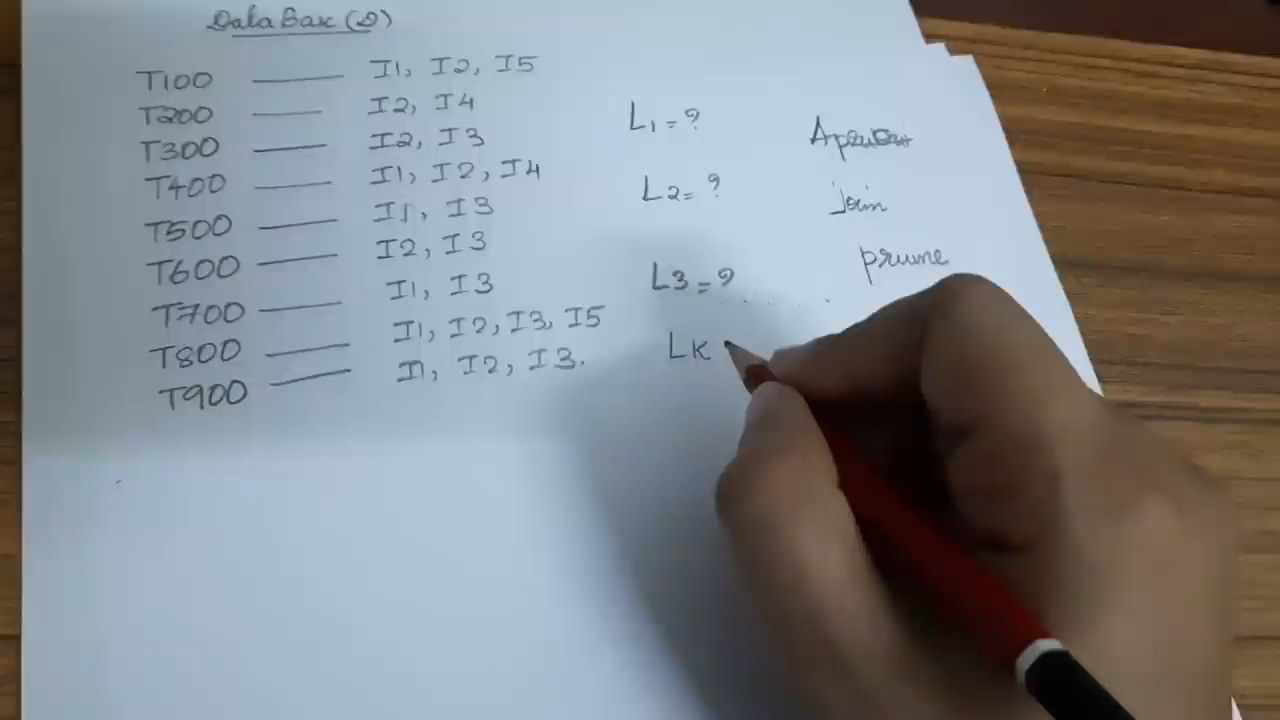 DataBase (D)
T100 —— I1, I2, I5
T200 —— I2, I4
T300 —— I2, I3
T400 —— I1, I2, I4
T500 —— I1, I3
T600 —— I2, I3
T700 —— I1, I3
T800 —— I1, I2, I3, I5
T900 —— I1, I2, I3.
L1 = ?
L2 = ?
L3 = ?
LK
Apriori
Join
prune